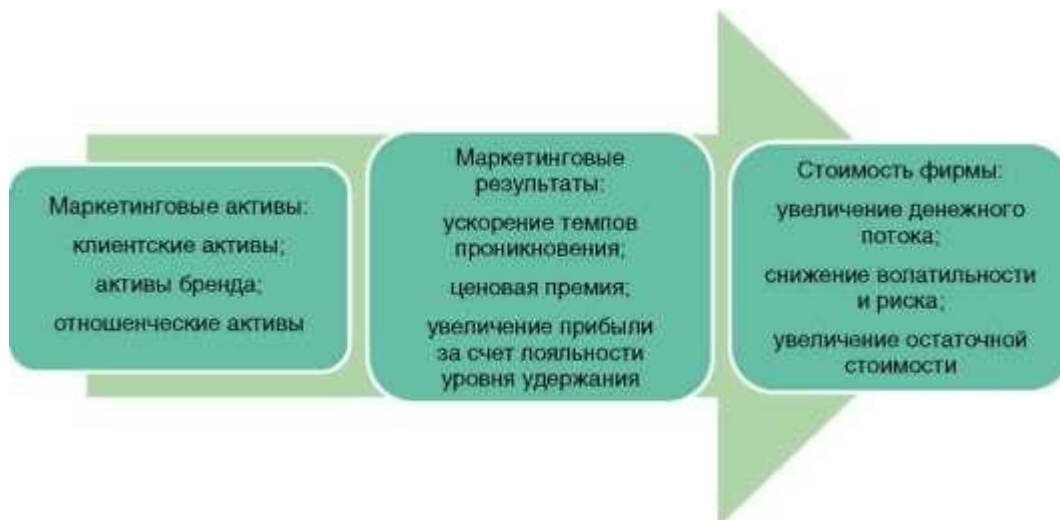 Маркетинговые активы:
клиентские активы;
активы бренда;
отношенческие активы
Маркетинговые
результаты:
ускорение темпов
проникновения;
ценовая премия;
увеличение прибыли
за счет лояльности
уровня удержания
Стоимость фирмы:
увеличение денежного
потока;
снижение волатильности
и риска;
увеличение остаточной
стоимости